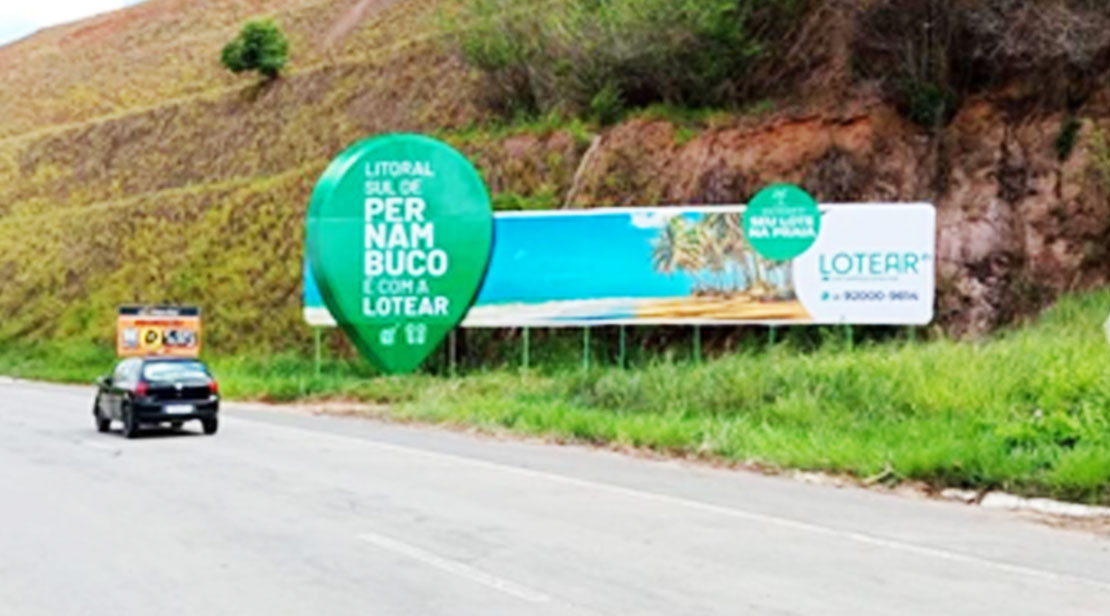 LITORAL
SUL DE
PER
NAM
BUCO
É COM A
LOTEAR
SEU LOTE
NA PRAIA
LOTEAR